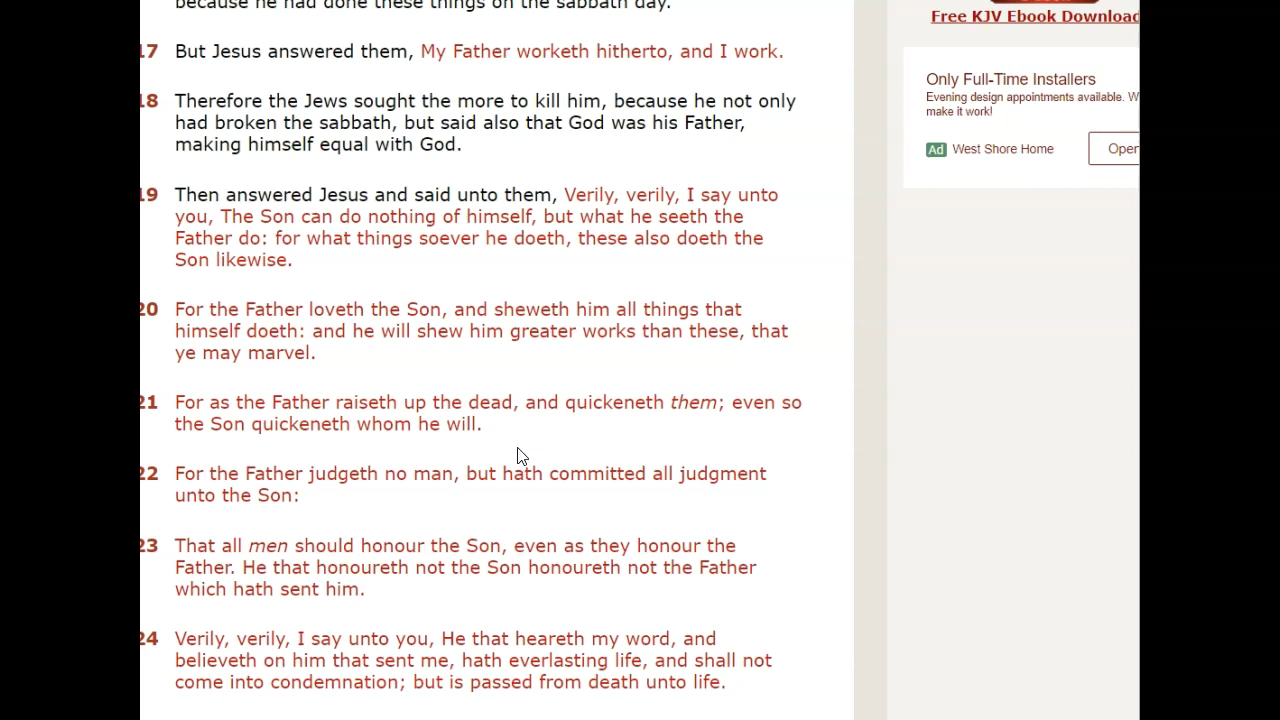 because he had done these things on the sabbath day.
17 But Jesus answered them, My Father worketh hitherto, and I work.
18 Therefore the Jews sought the more to kill him, because he not only
had broken the sabbath, but said also that God was his Father,
making himself equal with God.
19 Then answered Jesus and said unto them, Verily, verily, I say unto
you, The Son can do nothing of himself, but what he seeth the
Father do: for what things soever he doeth, these also doeth the
Son likewise.
20 For the Father loveth the Son, and sheweth him all things that
himself doeth: and he will shew him greater works than these, that
ye may marvel.
21 For as the Father raiseth up the dead, and quickeneth them; even so
the Son quickeneth whom he will.
22 For the Father judgeth no man, but hath committed all judgment
unto the Son:
23 That all men should honour the Son, even as they honour the
Father. He that honoureth not the Son honoureth not the Father
which hath sent him.
24 Verily, verily, I say unto you, He that heareth my word, and
believeth on him that sent me, hath everlasting life, and shall not
come into condemnation; but is passed from death unto life.
Free KJV Ebook Download
Only Full-Time Installers
Evening design appointments available. W
make it work!
Ad West Shore Home
Open